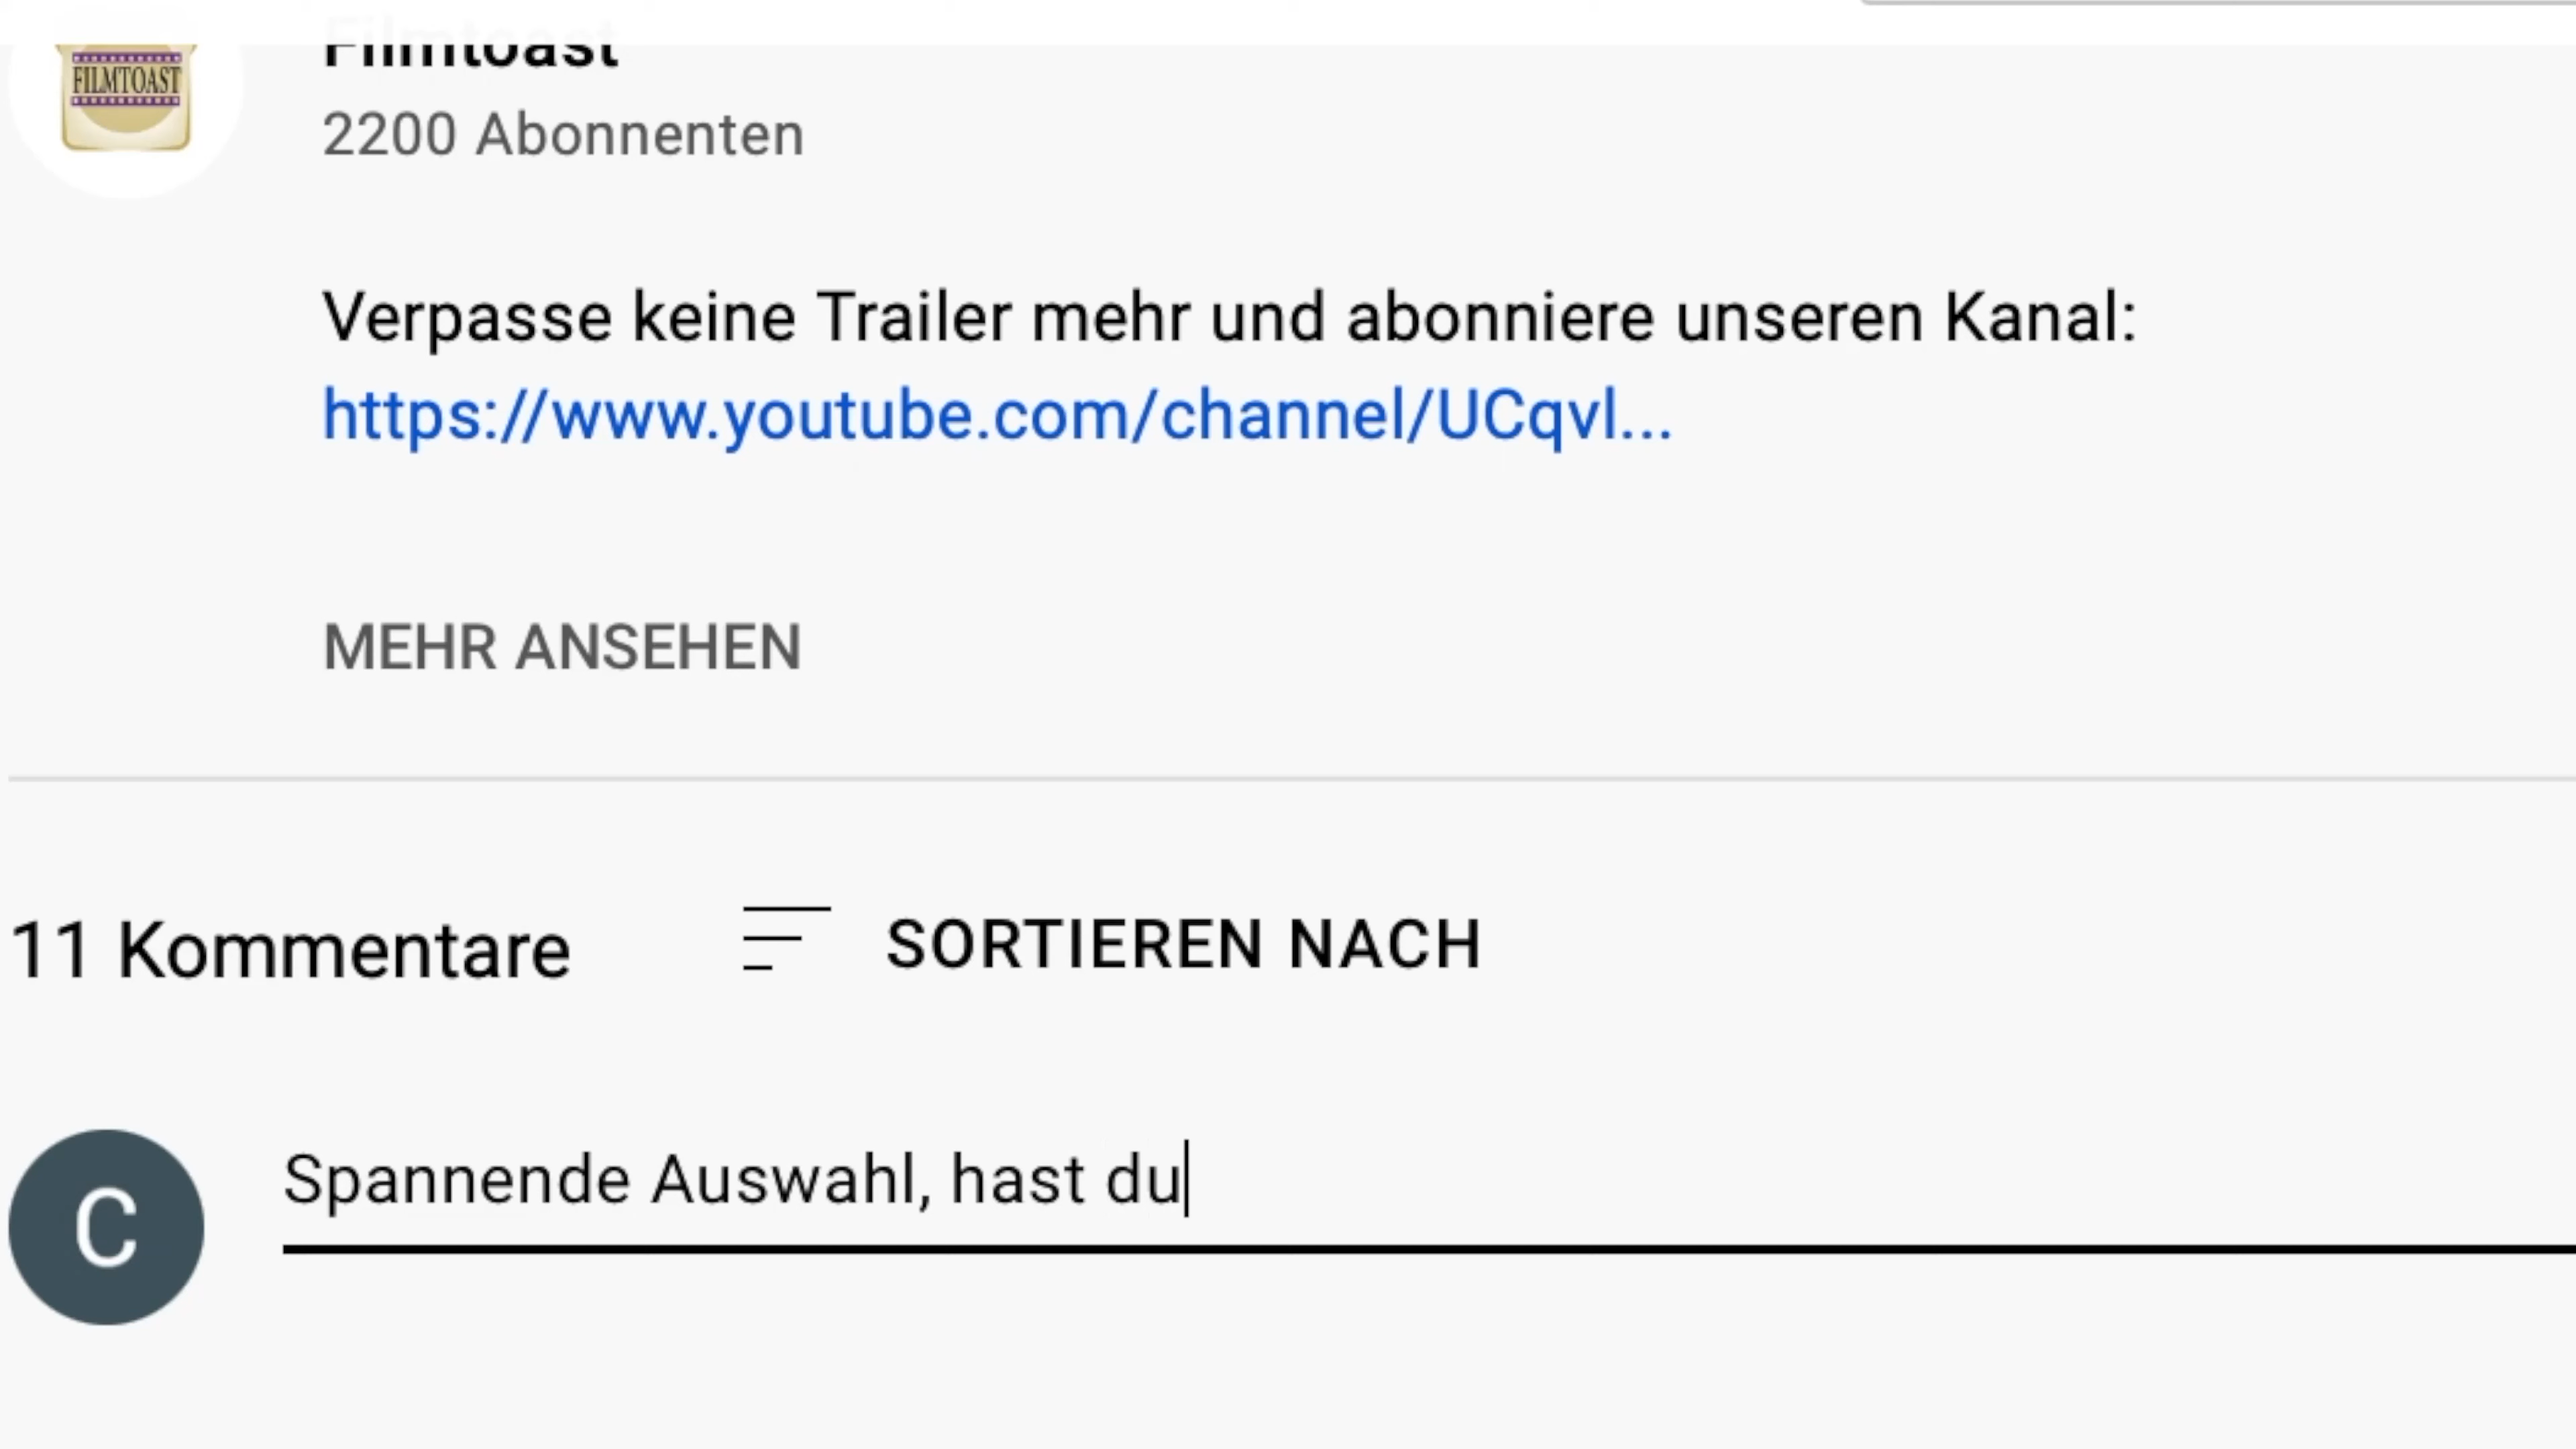 Filmtoast
FILMTOAST
2200 Abonnenten
Verpasse keine Trailer mehr und abonniere unseren Kanal:
https://www.youtube.com/channel/UCqvl...
MEHR ANSEHEN
11 Kommentare
SORTIEREN NACH
C
Spannende Auswahl, hast du